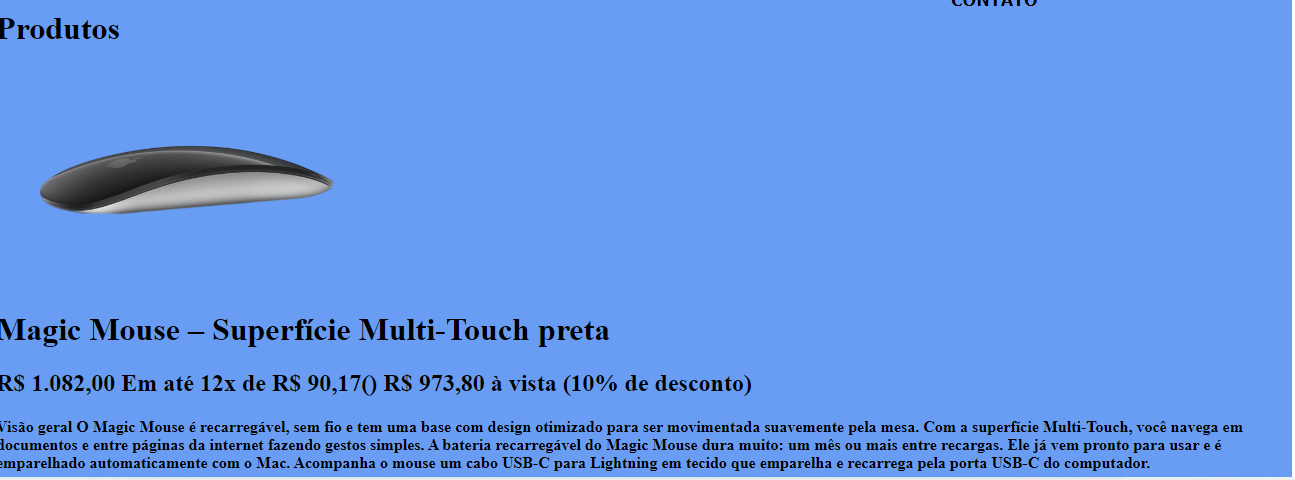 CONTATO
Produtos
Magic Mouse – Superfície Multi-Touch preta
R$ 1.082,00 Em até 12x de R$ 90,17() R$ 973,80 à vista (10% de desconto)
Visão geral O Magic Mouse é recarregável, sem fio e tem uma base com design otimizado para ser movimentada suavemente pela mesa. Com a superfície Multi-Touch, você navega em
documentos e entre páginas da internet fazendo gestos simples. A bateria recarregável do Magic Mouse dura muito: um mês ou mais entre recargas. Ele já vem pronto para usar e é
emparelhado automaticamente com o Mac. Acompanha o mouse um cabo USB-C para Lightning em tecido que emparelha e recarrega pela porta USB-C do computador.